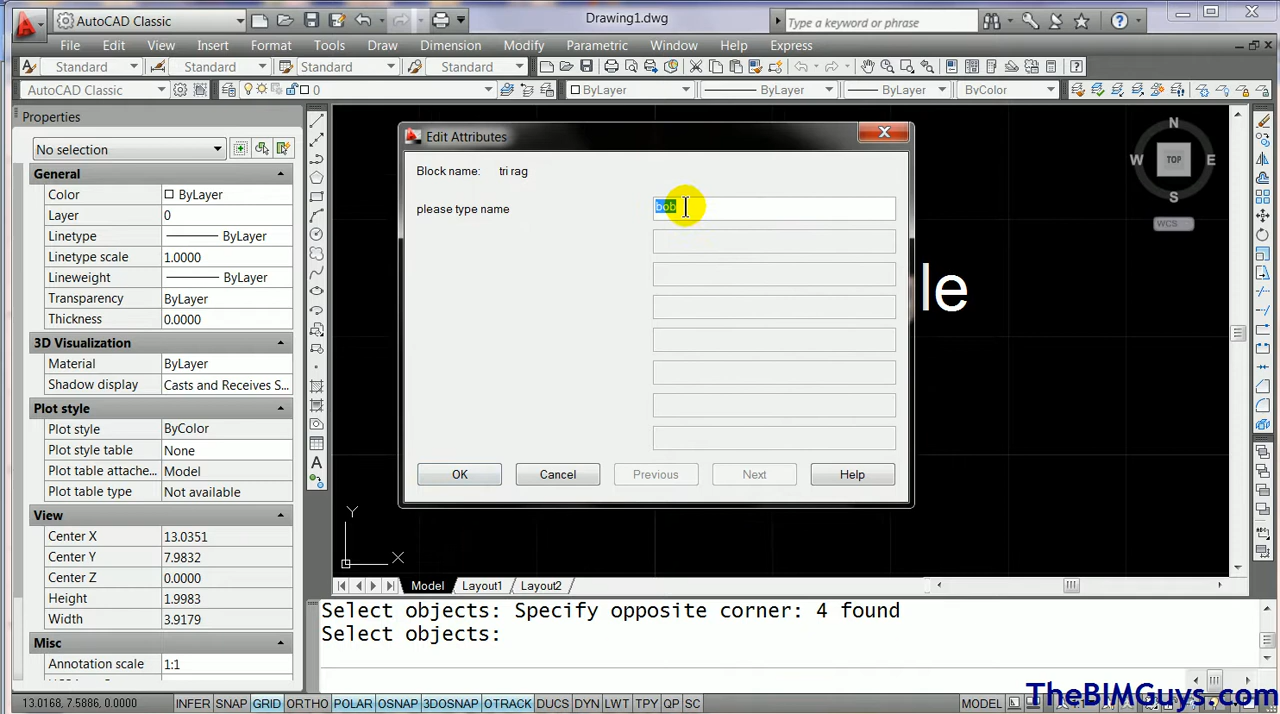 AutoCAD Classic
Drawing1.dwg
Type a keyword or phrase
File Edit View Insert Format Tools Draw Dimension Modify Parametric Window Help Express
Standard Standard Standard Standard
AutoCAD Classic 0 ByLayer ByLayer ByLayer ByColor
Properties
No selection
General
Color ByLayer
Layer 0
Linetype ByLayer
Linetype scale 1.0000
Lineweight ByLayer
Transparency ByLayer
Thickness 0.0000
3D Visualization
Material ByLayer
Shadow display Casts and Receives S...
Plot style
Plot style ByColor
Plot style table None
Plot table attache... Model
Plot table type Not available
View
Center X 13.0351
Center Y 7.9832
Center Z 0.0000
Height 1.9983
Width 3.9179
Misc
Annotation scale 1:1
Edit Attributes
Block name: tri rag
please type name bob
OK Cancel Previous Next Help
le
N
W TOP E
S
WCS
Y
X
Model Layout1 Layout2
Select objects: Specify opposite corner: 4 found
Select objects:
13.0168, 7.5886, 0.0000 INFER SNAP GRID ORTHO POLAR OSNAP 3DOSNAP OTRACK DUCS DYN LWT TPY QP SC MODEL
TheBIMGuys.com